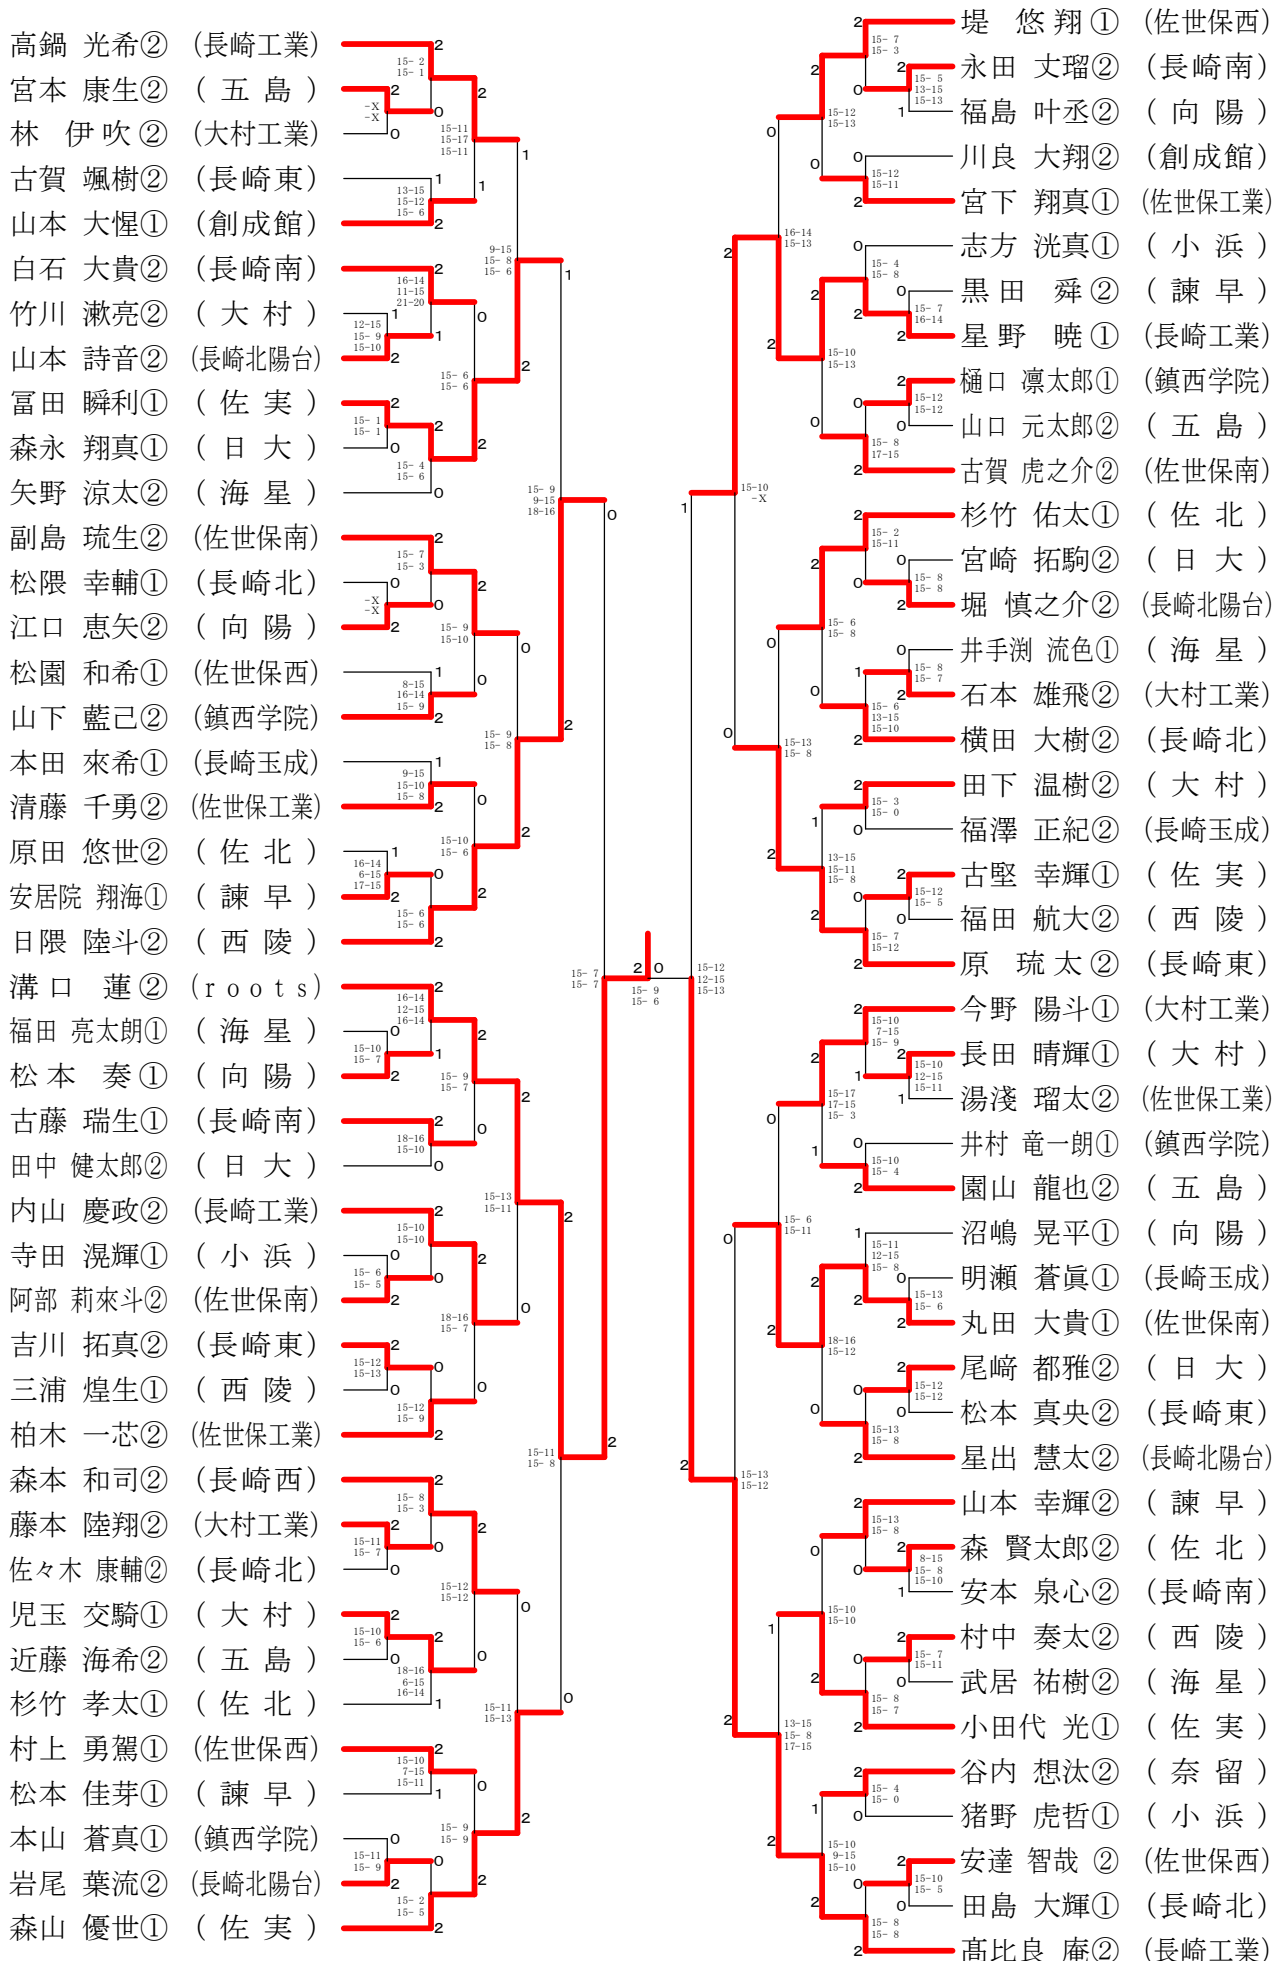 高鍋 光希② (長崎工業)
宮本 康生② ( 五 島 )
林 伊吹② (大村工業)
古賀 颯樹② (長崎東)
山本 大惺① (創成館)
白石 大貴② (長崎南)
竹川 漱亮② ( 大 村 )
山本 詩音② (長崎北陽台)
冨田 瞬利① ( 佐 実 )
森永 翔真① ( 日 大 )
矢野 涼太② ( 海 星 )
副島 琉生② (佐世保南)
松隈 幸輔① (長崎北)
江口 恵矢② ( 向 陽 )
松園 和希① (佐世保西)
山下 藍己② (鎮西学院)
本田 來希① (長崎玉成)
清藤 千勇② (佐世保工業)
原田 悠世② ( 佐 北 )
安居院 翔海① ( 諫 早 )
日隈 陸斗② ( 西 陵 )
溝口 蓮② (roots)
福田 亮太朗① ( 海 星 )
松本 奏① ( 向 陽 )
古藤 瑞生① (長崎南)
田中 健太郎② ( 日 大 )
内山 慶政② (長崎工業)
寺田 滉輝① ( 小 浜 )
阿部 莉來斗② (佐世保南)
吉川 拓真② (長崎東)
三浦 煌生① ( 西 陵 )
柏木 一芯② (佐世保工業)
森本 和司② (長崎西)
藤本 陸翔② (大村工業)
佐々木 康輔② (長崎北)
児玉 交騎① ( 大 村 )
近藤 海希② ( 五 島 )
杉竹 孝太① ( 佐 北 )
村上 勇駕① (佐世保西)
松本 佳芽① ( 諫 早 )
本山 蒼真① (鎮西学院)
岩尾 葉流② (長崎北陽台)
森山 優世① ( 佐 実 )
堤 悠翔① (佐世保西)
永田 丈瑠② (長崎南)
福島 叶丞② ( 向 陽 )
川良 大翔② (創成館)
宮下 翔真① (佐世保工業)
志方 洸真① ( 小 浜 )
黒田 舜② ( 諫 早 )
星野 暁① (長崎工業)
樋口 凛太郎① (鎮西学院)
山口 元太郎② ( 五 島 )
古賀 虎之介② (佐世保南)
杉竹 佑太① ( 佐 北 )
宮崎 拓駒② ( 日 大 )
堀 慎之介② (長崎北陽台)
井手渕 流色① ( 海 星 )
石本 雄飛② (大村工業)
横田 大樹② (長崎北)
田下 温樹② ( 大 村 )
福澤 正紀② (長崎玉成)
古堅 幸輝① ( 佐 実 )
福田 航大② ( 西 陵 )
原 琉太② (長崎東)
今野 陽斗① (大村工業)
長田 晴輝① ( 大 村 )
湯淺 瑠太② (佐世保工業)
井村 竜一朗① (鎮西学院)
園山 龍也② ( 五 島 )
沼嶋 晃平① ( 向 陽 )
明瀬 蒼眞① (長崎玉成)
丸田 大貴① (佐世保南)
尾﨑 都雅② ( 日 大 )
松本 真央② (長崎東)
星出 慧太② (長崎北陽台)
山本 幸輝② ( 諫 早 )
森 賢太郎② ( 佐 北 )
安本 泉心② (長崎南)
村中 奏太② ( 西 陵 )
武居 祐樹② ( 海 星 )
小田代 光① ( 佐 実 )
谷内 想汰② ( 奈 留 )
猪野 虎哲① ( 小 浜 )
安達 智哉 ② (佐世保西)
田島 大輝① (長崎北)
髙比良 庵② (長崎工業)